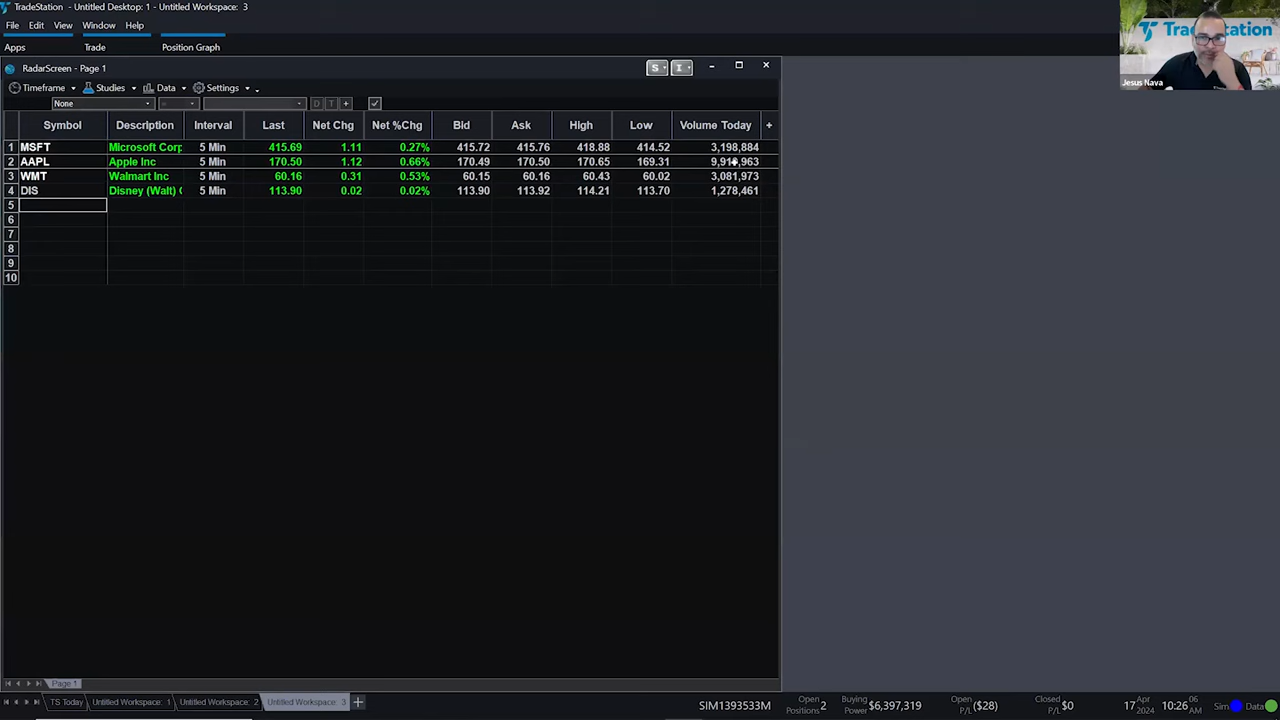 TradeStation - Untitled Desktop: 1 - Untitled Workspace: 3
File Edit View Window Help
Apps Trade Position Graph
TradeStation
Jesus Nava
RadarScreen - Page 1
S I
Timeframe Studies Data Settings
None = D T +
Symbol Description Interval Last Net Chg Net %Chg Bid Ask High Low Volume Today +
1 MSFT Microsoft Corp 5 Min 415.69 1.11 0.27% 415.72 415.76 418.88 414.52 3,198,884
2 AAPL Apple Inc 5 Min 170.50 1.12 0.66% 170.49 170.50 170.65 169.31
3 WMT Walmart Inc 5 Min 60.16 0.31 0.53% 60.15 60.16 60.43 60.02 3,081,973
4 DIS Disney (Walt) C 5 Min 113.90 0.02 0.02% 113.90 113.92 114.21 113.70 1,278,461
5
6
7
8
9
10
Page 1
TS Today Untitled Workspace: 1 Untitled Workspace: 2 Untitled Workspace: 3 +
SIM1393533M Open Positions 2 Buying Power $6,397,319 Open P/L ($28) Closed P/L $0 17 Apr 2024 10:26 06 AM Sim Data